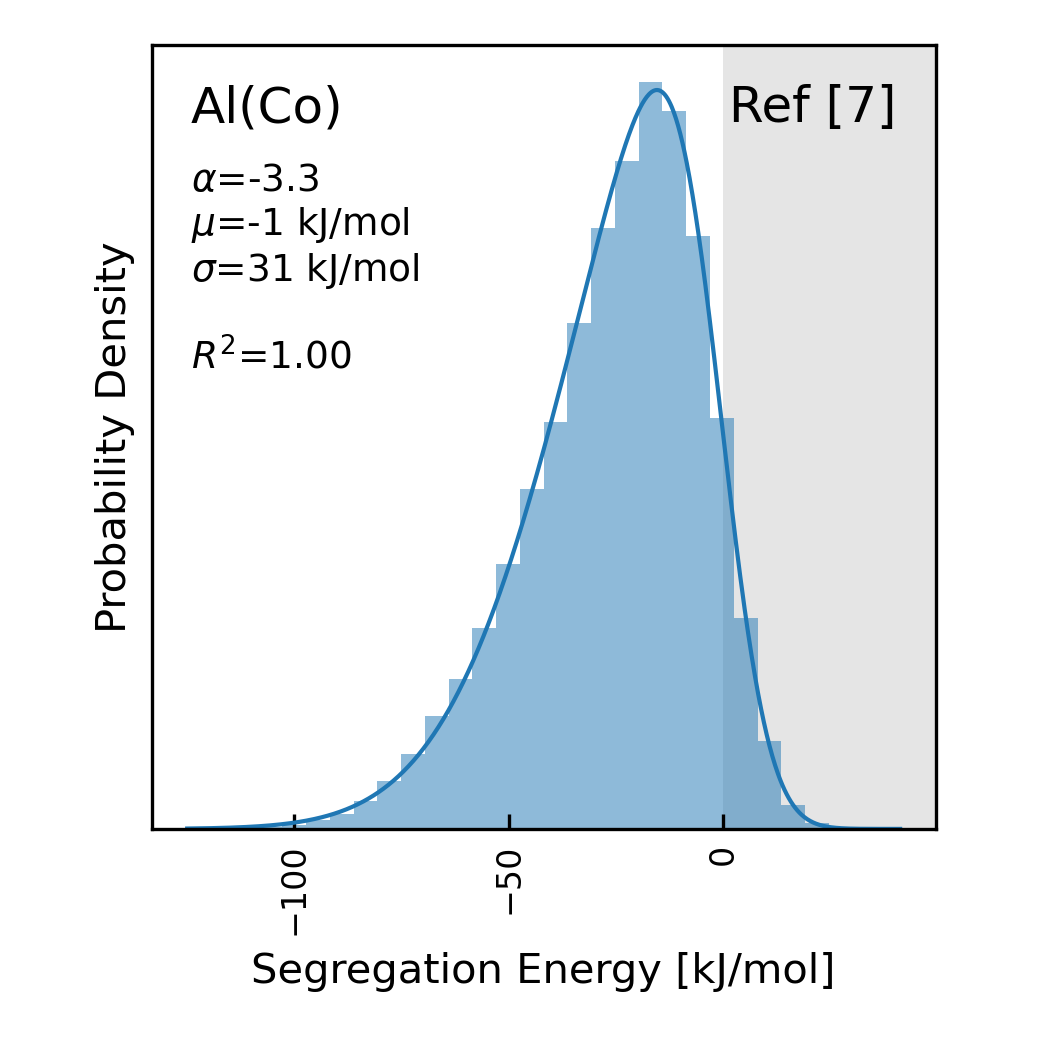 Al(Co)
Ref [7]
α=-3.3
μ=-1 kJ/mol
σ=31 kJ/mol
R²=1.00
Probability Density
−100
−50
0
Segregation Energy [kJ/mol]